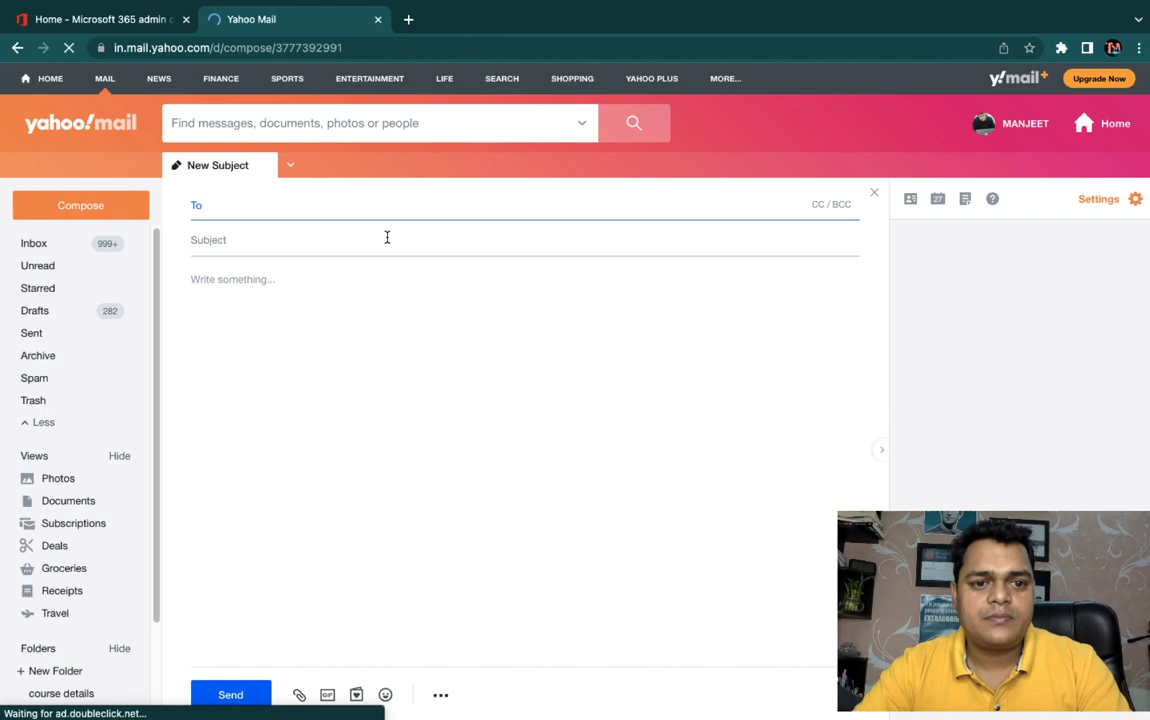 Home - Microsoft 365 admin c
Yahoo Mail
in.mail.yahoo.com/d/compose/3777392991
TM
HOME
MAIL
NEWS
FINANCE
SPORTS
ENTERTAINMENT
LIFE
SEARCH
SHOPPING
YAHOO PLUS
MORE...
y!mail+
Upgrade Now
yahoo!mail
Find messages, documents, photos or people
MANJEET
Home
New Subject
Compose
To
CC / BCC
27
Settings
Subject
Inbox 999+
Unread
Write something...
Starred
Drafts 282
Sent
Archive
Spam
Trash
Less
Views Hide
Photos
Documents
Subscriptions
Deals
Groceries
Receipts
Travel
Folders Hide
+ New Folder
course details
Send
GIF
Waiting for ad.doubleclick.net...